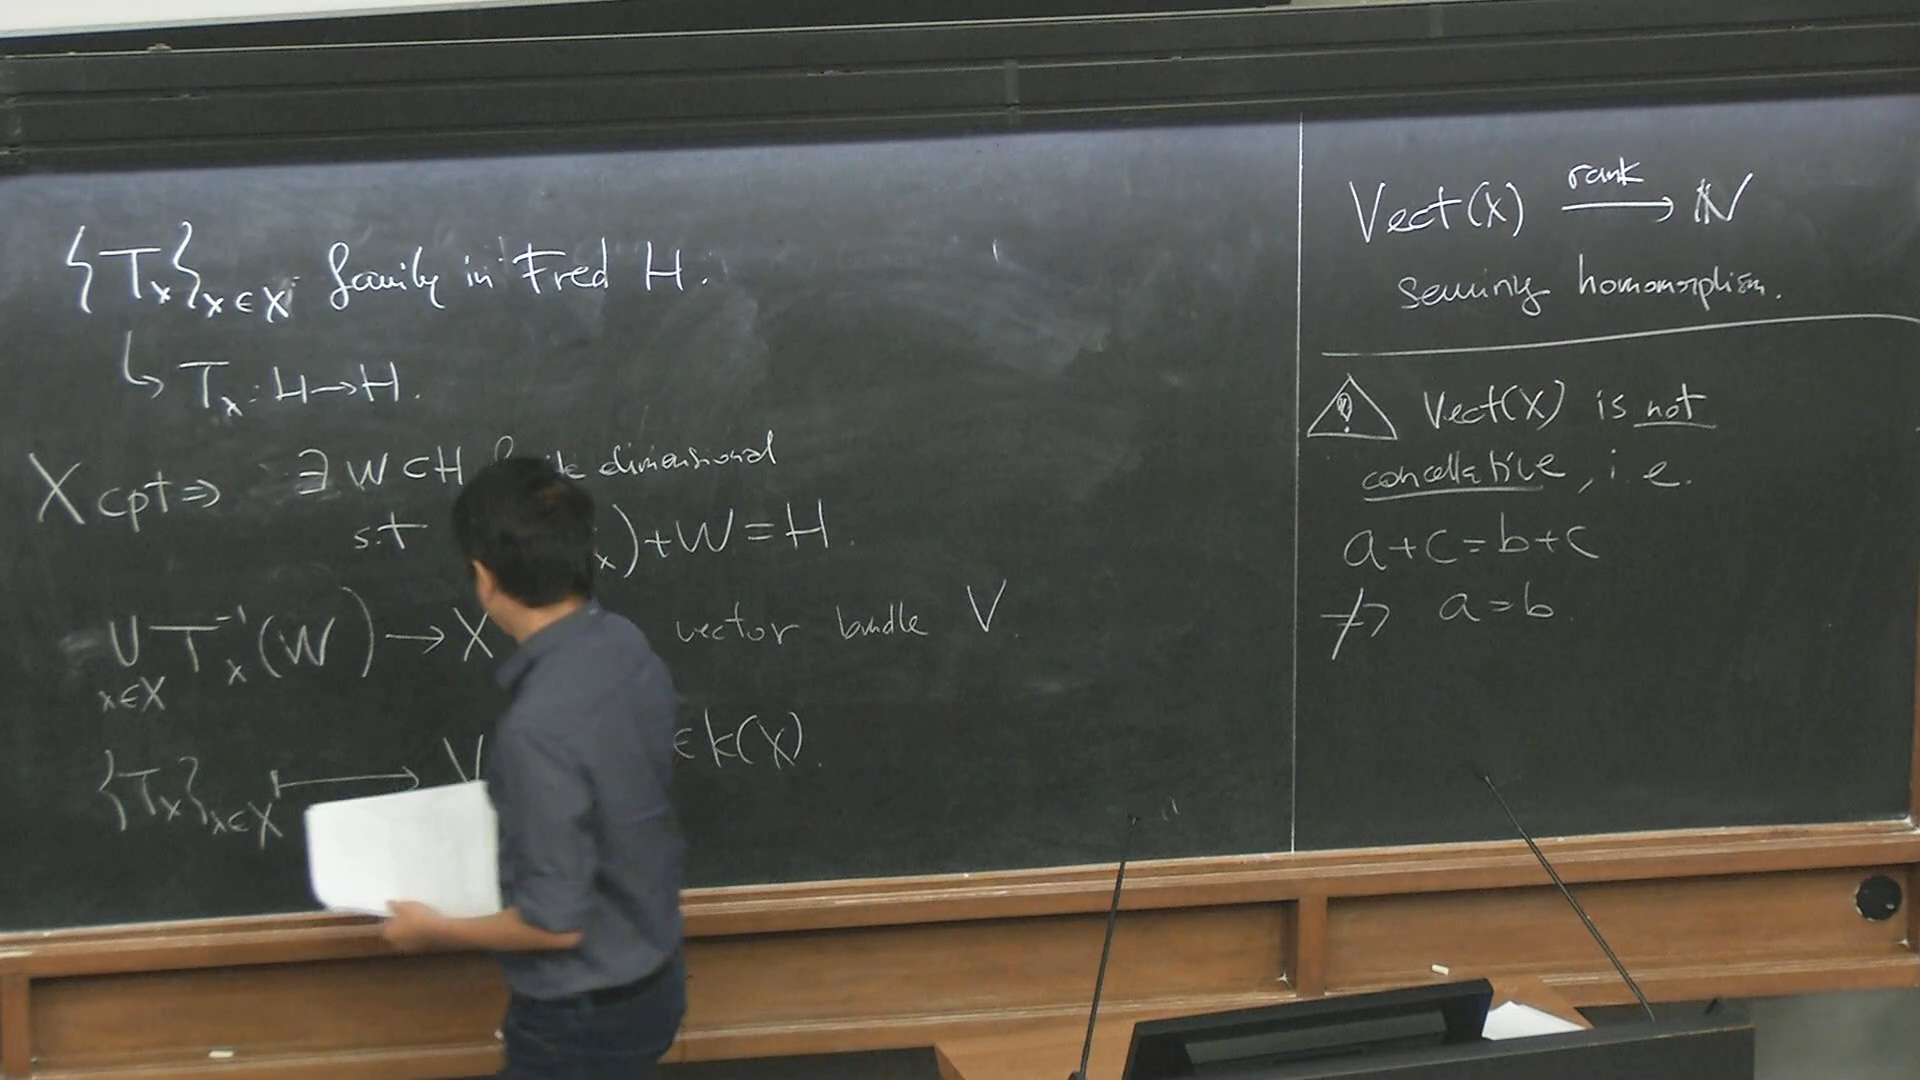 {Tₓ}ₓ∈X family in Fred H.
↳ Tₓ : H → H.
X cpt ⇒ ∃ W ⊂ H dimensional
s.t ₓ) + W = H.
∪ Tₓ⁻¹(W) → X vector bundle V.
x∈X
{Tₓ}ₓ∈X ⟼ V ∈ K(X).
Vect(X) rank → ℕ
semiring homomorphism.
⚠ Vect(X) is not
cancellative, i.e.
a+c=b+c
⇏ a=b.